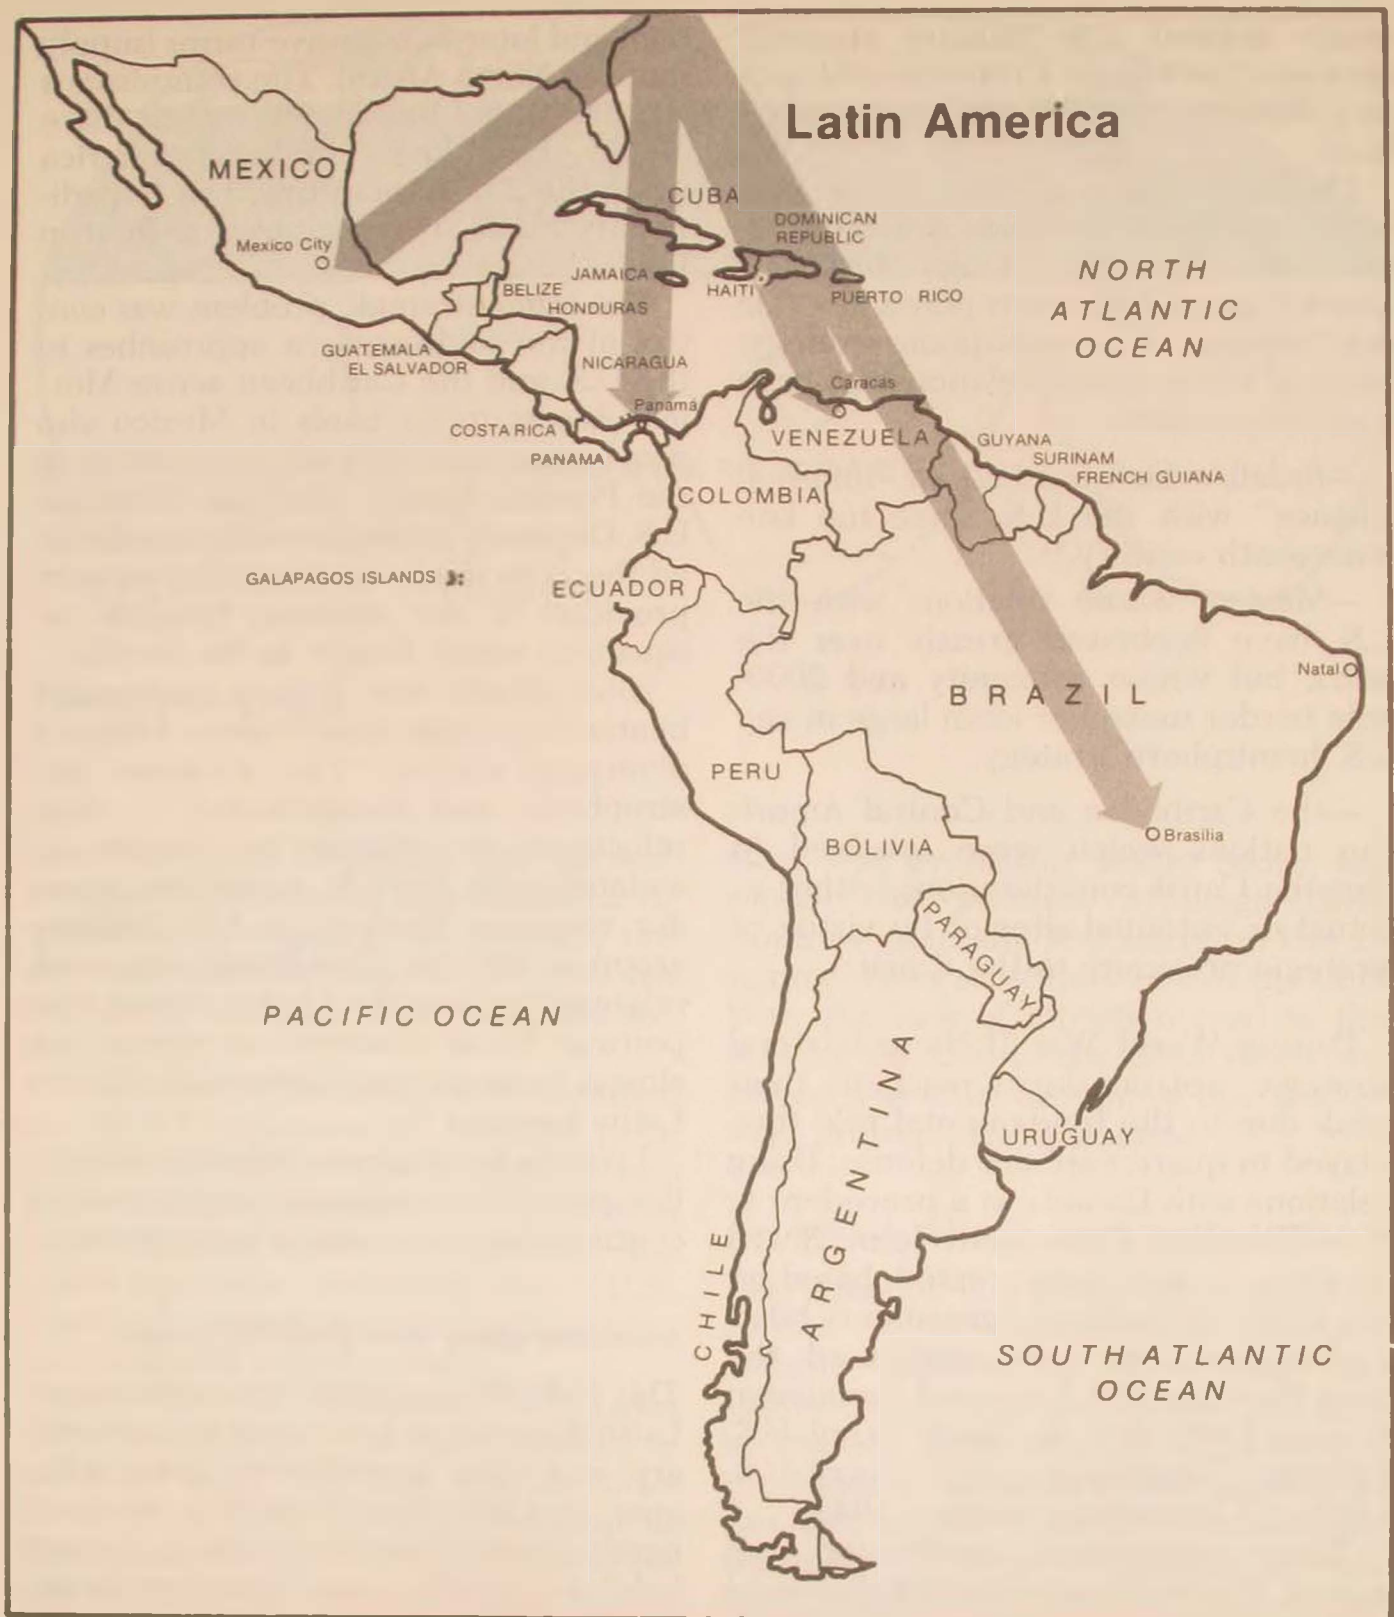 Latin America
MEXICO
CUBA
DOMINICAN
REPUBLIC
Mexico City
NORTH
ATLANTIC
OCEAN
JAMAICA
HAITI
PUERTO RICO
BELIZE
HONDURAS
GUATEMALA
EL SALVADOR
NICARAGUA
Caracas
Panamá
COSTA RICA
PANAMA
VENEZUELA
GUYANA
SURINAM
FRENCH GUIANA
COLOMBIA
GALAPAGOS ISLANDS
ECUADOR
Natal
BRAZIL
PERU
Brasília
BOLIVIA
PARAGUAY
PACIFIC OCEAN
ARGENTINA
URUGUAY
CHILE
SOUTH ATLANTIC
OCEAN